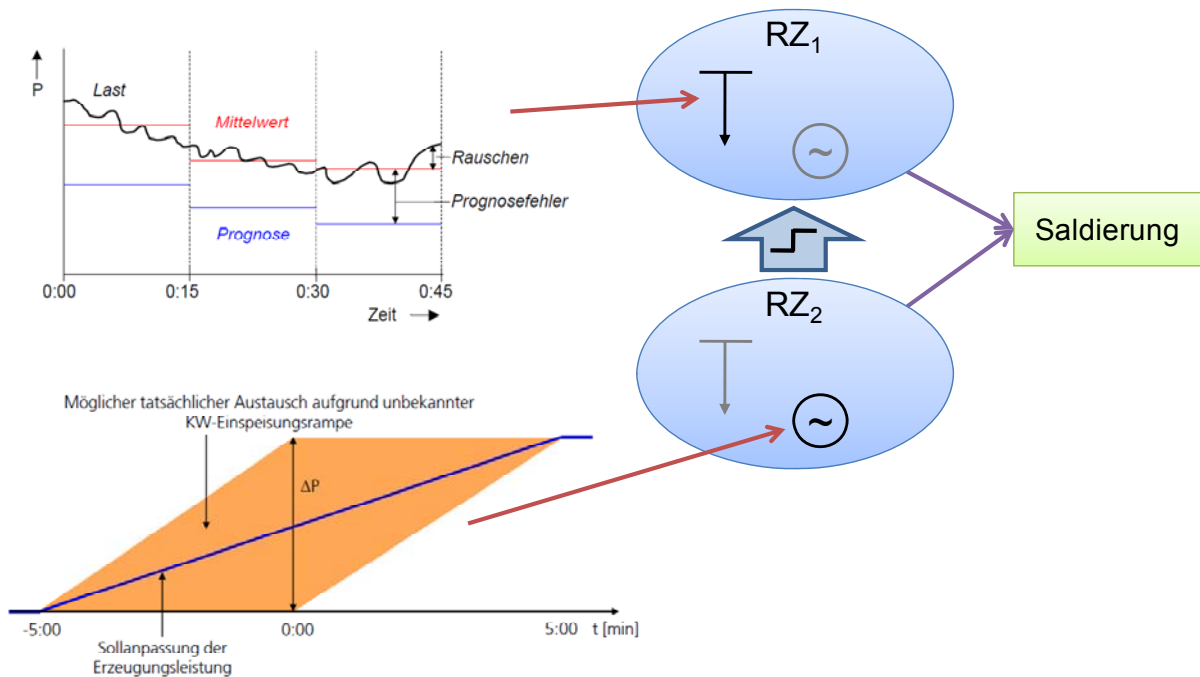 P
Last
Mittelwert
Rauschen
Prognosefehler
Prognose
0:00 0:15 0:30 0:45
Zeit
RZ₁
~
Saldierung
RZ₂
~
Möglicher tatsächlicher Austausch aufgrund unbekannter
KW-Einspeisungsrampe
ΔP
-5:00 0:00 5:00 t [min]
Sollanpassung der
Erzeugungsleistung